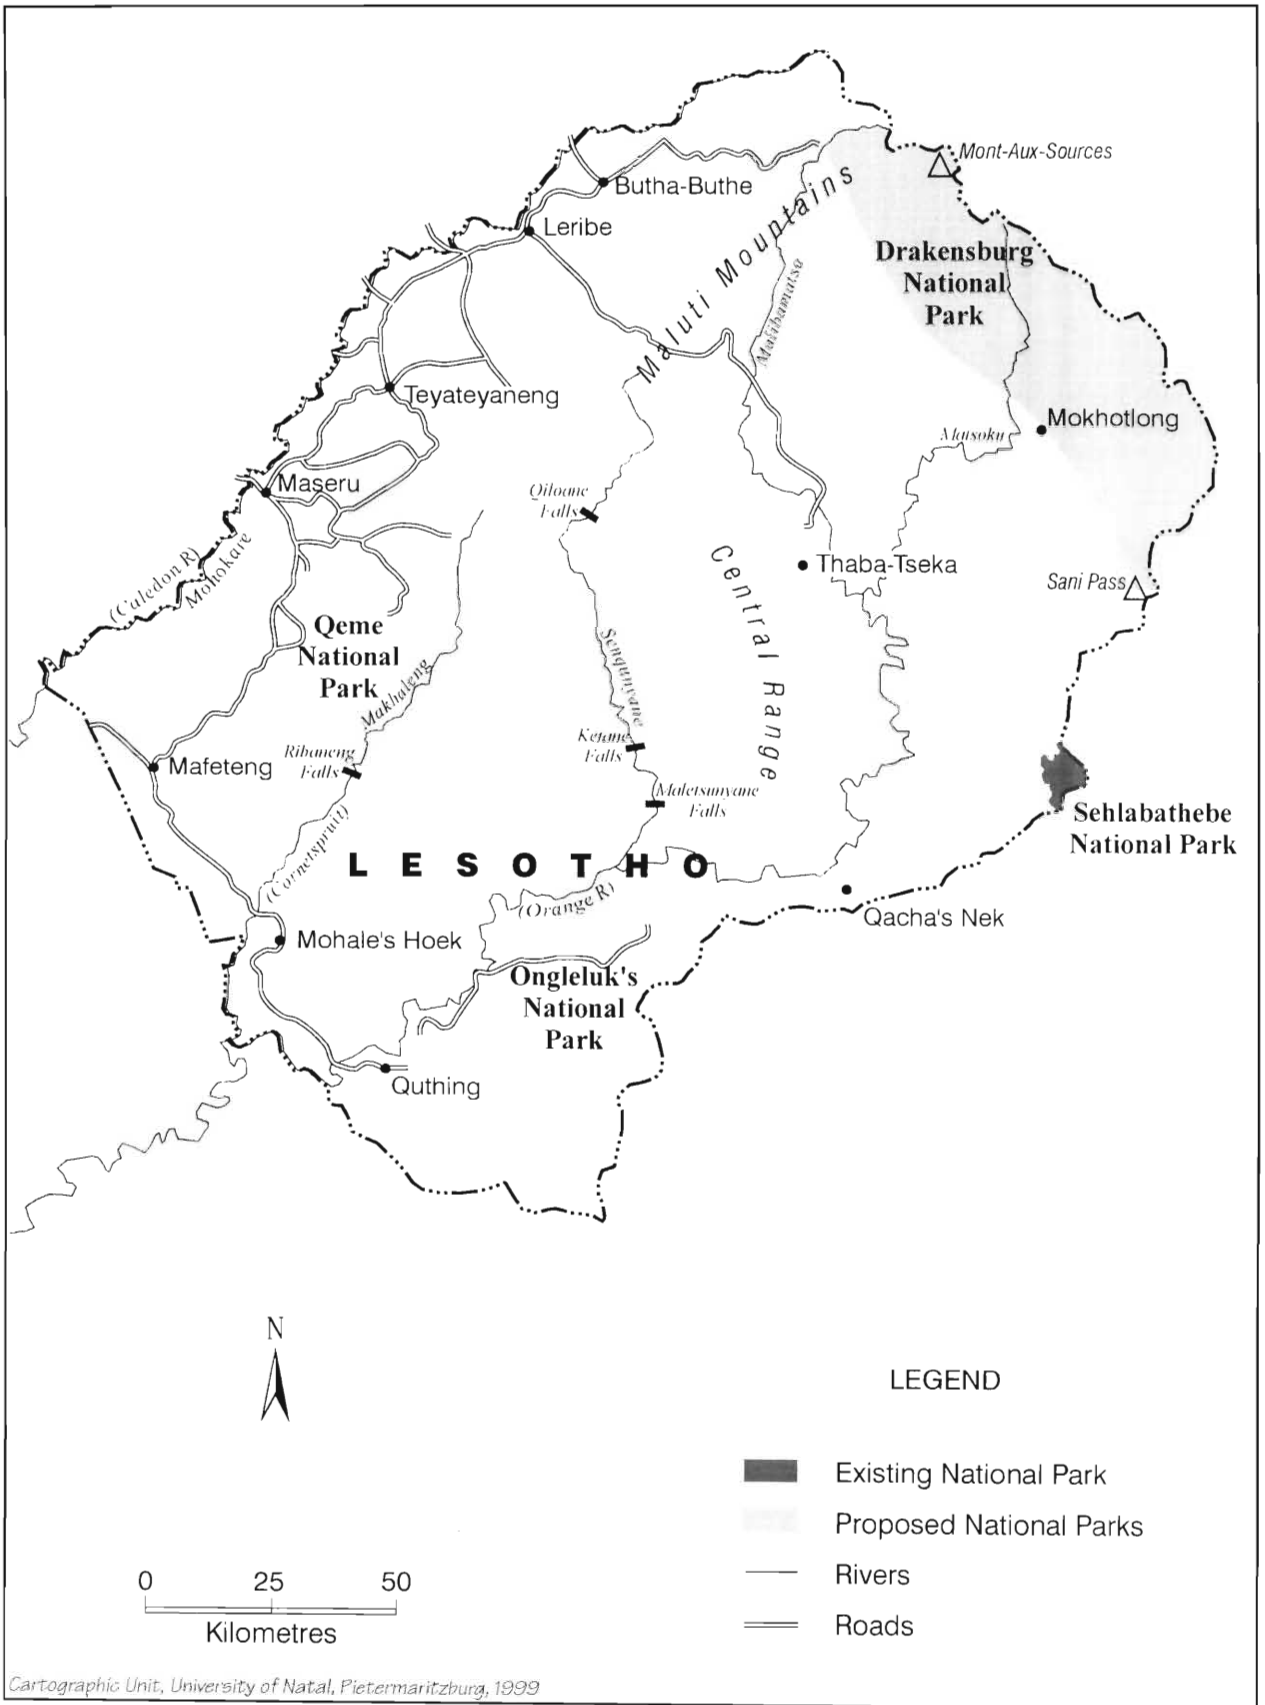 Mont-Aux-Sources
Butha-Buthe
Leribe
Maluti Mountains
Drakensburg
National
Park
Malibamatso
Teyateyaneng
Mokhotlong
Matsoku
Maseru
Qiloane
Falls
Central Range
Thaba-Tseka
Sani Pass
(Caledon R)
Mohokare
Qeme
National
Park
Makhaleng
Senqunyane
Ketane
Falls
Ribaneng
Falls
Mafeteng
Maletsunyane
Falls
Sehlabathebe
National Park
(Cornetspruit)
LESOTHO
(Orange R)
Qacha's Nek
Mohale's Hoek
Ongleluk's
National
Park
Quthing
N
LEGEND
Existing National Park
Proposed National Parks
Rivers
Roads
0 25 50
Kilometres
Cartographic Unit, University of Natal, Pietermaritzburg, 1999